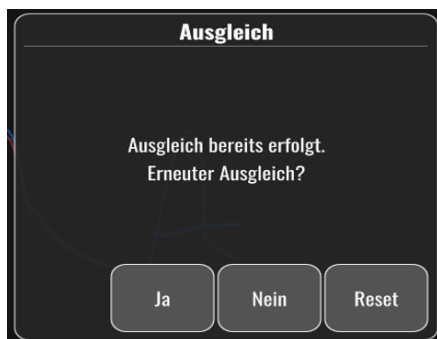 Ausgleich
Ausgleich bereits erfolgt.
Erneuter Ausgleich?
Ja
Nein
Reset